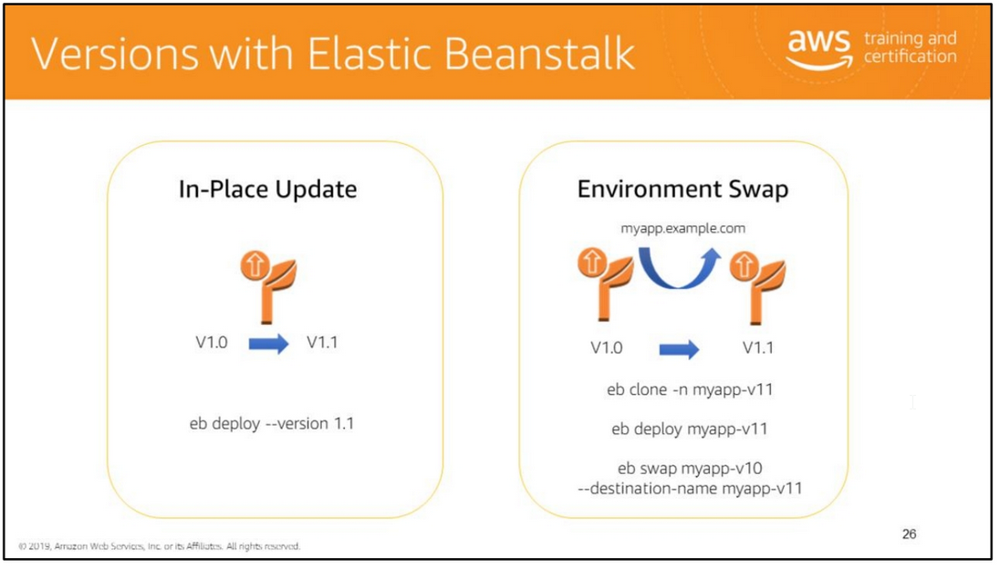 Versions with Elastic Beanstalk
aws training and
certification
In-Place Update
V1.0
V1.1
eb deploy --version 1.1
Environment Swap
myapp.example.com
V1.0
V1.1
eb clone -n myapp-v11
eb deploy myapp-v11
eb swap myapp-v10
--destination-name myapp-v11
© 2019, Amazon Web Services, Inc. or its Affiliates. All rights reserved.
26